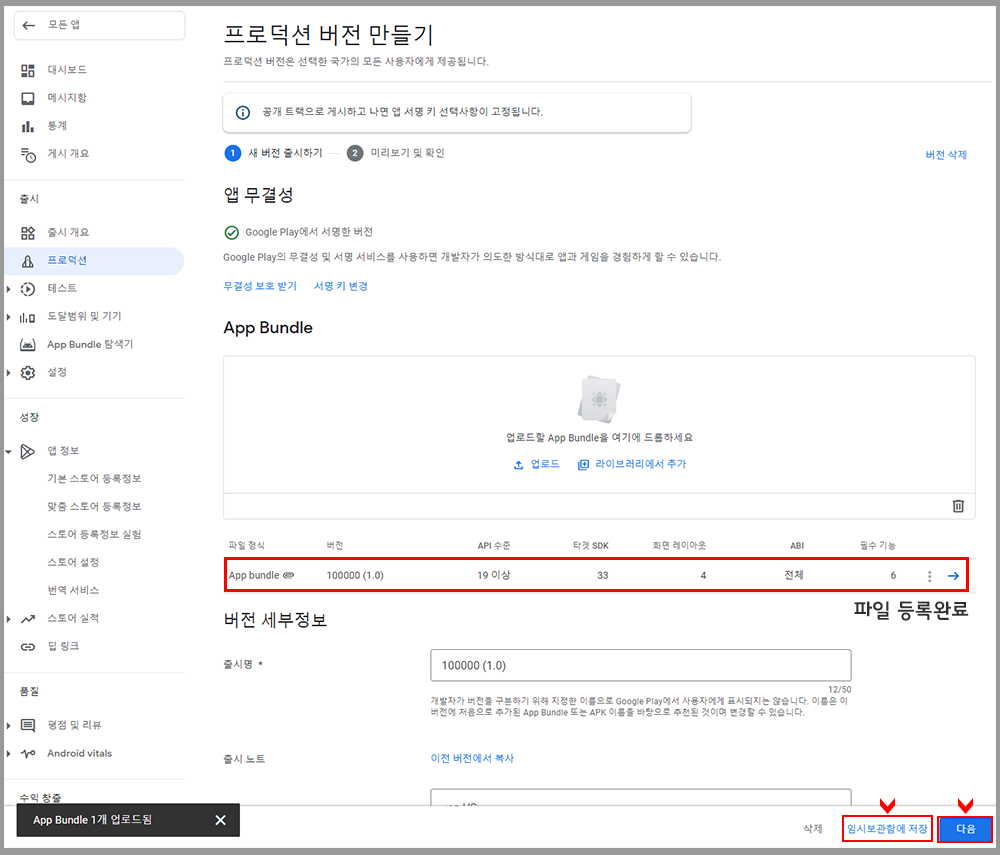 모든 앱
대시보드
메시지함
통계
게시 개요
출시
출시 개요
프로덕션
테스트
도달범위 및 기기
App Bundle 탐색기
설정
성장
앱 정보
기본 스토어 등록정보
맞춤 스토어 등록정보
스토어 등록정보 실험
스토어 설정
번역 서비스
스토어 실적
딥 링크
품질
평점 및 리뷰
Android vitals
수익 창출
App Bundle 1개 업로드됨
프로덕션 버전 만들기
프로덕션 버전은 선택한 국가의 모든 사용자에게 제공됩니다.
공개 트랙으로 게시하고 나면 앱 서명 키 선택사항이 고정됩니다.
1 새 버전 출시하기 2 미리보기 및 확인 버전 삭제
앱 무결성
Google Play에서 서명한 버전
Google Play의 무결성 및 서명 서비스를 사용하면 개발자가 의도한 방식대로 앱과 게임을 경험하게 할 수 있습니다.
무결성 보호 받기 서명 키 변경
App Bundle
업로드할 App Bundle을 여기에 드롭하세요
업로드 라이브러리에서 추가
파일 형식 버전 API 수준 타겟 SDK 화면 레이아웃 ABI 필수 기능
App bundle 100000 (1.0) 19 이상 33 4 전체 6
파일 등록완료
버전 세부정보
출시명 * 100000 (1.0)
12/50
개발자가 버전을 구분하기 위해 지정한 이름으로 Google Play에서 사용자에게 표시되지는 않습니다. 이름은 이
버전에 처음으로 추가된 App Bundle 또는 APK 이름을 바탕으로 추천된 것이며 변경할 수 있습니다.
출시 노트 이전 버전에서 복사
삭제 임시보관함에 저장 다음